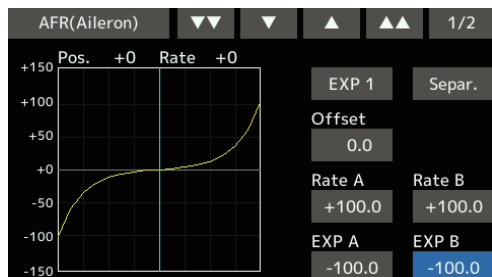 AFR(Aileron) ▼▼ ▼ ▲ ▲▲ 1/2
Pos. +0 Rate +0
+150
+100
+50
+0
-50
-100
-150
EXP 1 Separ.
Offset
0.0
Rate A Rate B
+100.0 +100.0
EXP A EXP B
-100.0 -100.0